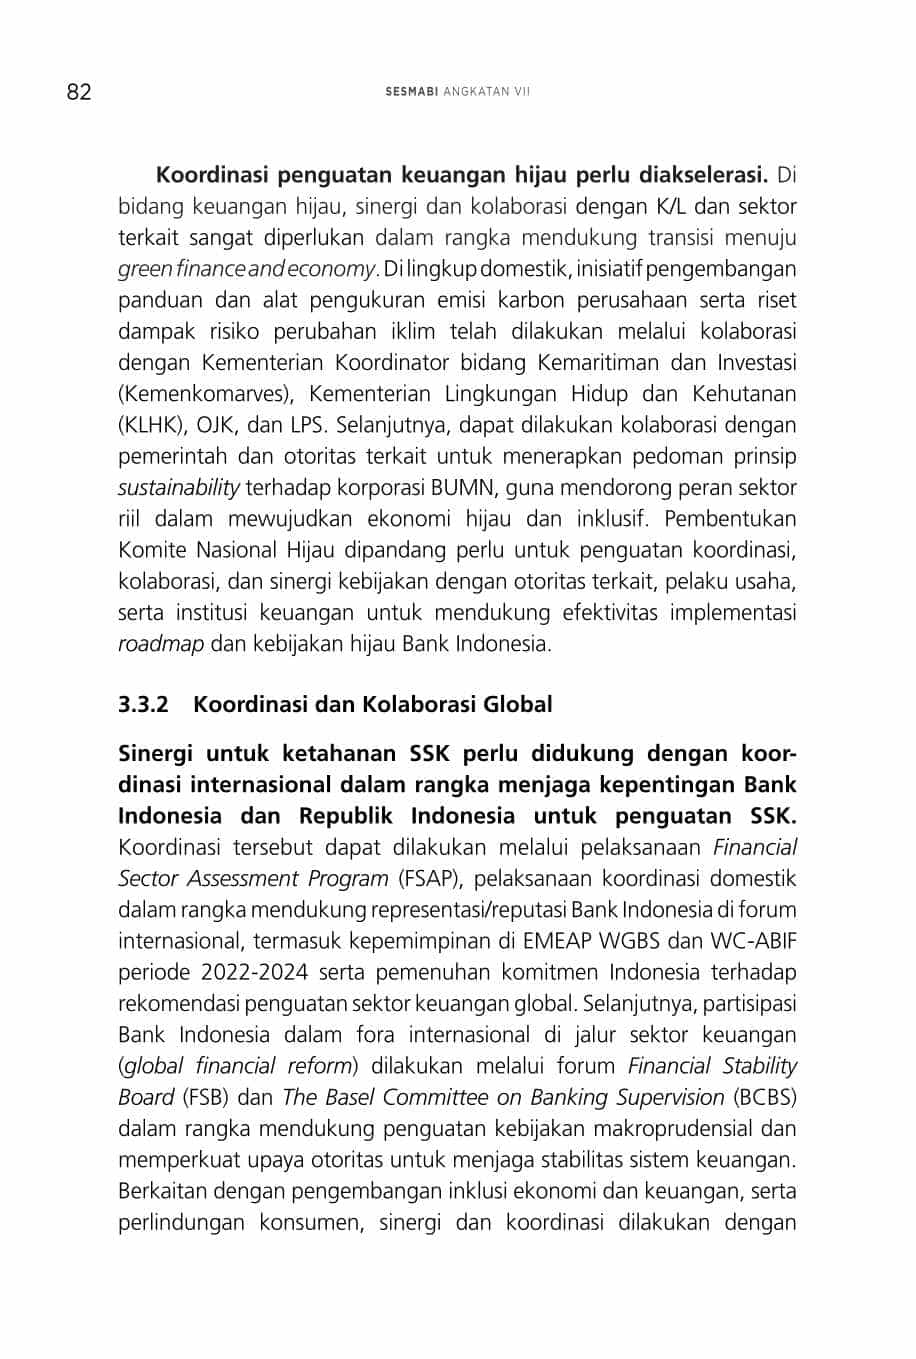 82
SESMABI ANGKATAN VII
Koordinasi penguatan keuangan hijau perlu diakselerasi. Di
bidang keuangan hijau, sinergi dan kolaborasi dengan K/L dan sektor
terkait sangat diperlukan dalam rangka mendukung transisi menuju
green finance and economy. Di lingkup domestik, inisiatif pengembangan
panduan dan alat pengukuran emisi karbon perusahaan serta riset
dampak risiko perubahan iklim telah dilakukan melalui kolaborasi
dengan Kementerian Koordinator bidang Kemaritiman dan Investasi
(Kemenkomarves), Kementerian Lingkungan Hidup dan Kehutanan
(KLHK), OJK, dan LPS. Selanjutnya, dapat dilakukan kolaborasi dengan
pemerintah dan otoritas terkait untuk menerapkan pedoman prinsip
sustainability terhadap korporasi BUMN, guna mendorong peran sektor
riil dalam mewujudkan ekonomi hijau dan inklusif. Pembentukan
Komite Nasional Hijau dipandang perlu untuk penguatan koordinasi,
kolaborasi, dan sinergi kebijakan dengan otoritas terkait, pelaku usaha,
serta institusi keuangan untuk mendukung efektivitas implementasi
roadmap dan kebijakan hijau Bank Indonesia.
3.3.2 Koordinasi dan Kolaborasi Global
Sinergi untuk ketahanan SSK perlu didukung dengan koor-
dinasi internasional dalam rangka menjaga kepentingan Bank
Indonesia dan Republik Indonesia untuk penguatan SSK.
Koordinasi tersebut dapat dilakukan melalui pelaksanaan Financial
Sector Assessment Program (FSAP), pelaksanaan koordinasi domestik
dalam rangka mendukung representasi/reputasi Bank Indonesia di forum
internasional, termasuk kepemimpinan di EMEAP WGBS dan WC-ABIF
periode 2022-2024 serta pemenuhan komitmen Indonesia terhadap
rekomendasi penguatan sektor keuangan global. Selanjutnya, partisipasi
Bank Indonesia dalam fora internasional di jalur sektor keuangan
(global financial reform) dilakukan melalui forum Financial Stability
Board (FSB) dan The Basel Committee on Banking Supervision (BCBS)
dalam rangka mendukung penguatan kebijakan makroprudensial dan
memperkuat upaya otoritas untuk menjaga stabilitas sistem keuangan.
Berkaitan dengan pengembangan inklusi ekonomi dan keuangan, serta
perlindungan konsumen, sinergi dan koordinasi dilakukan dengan